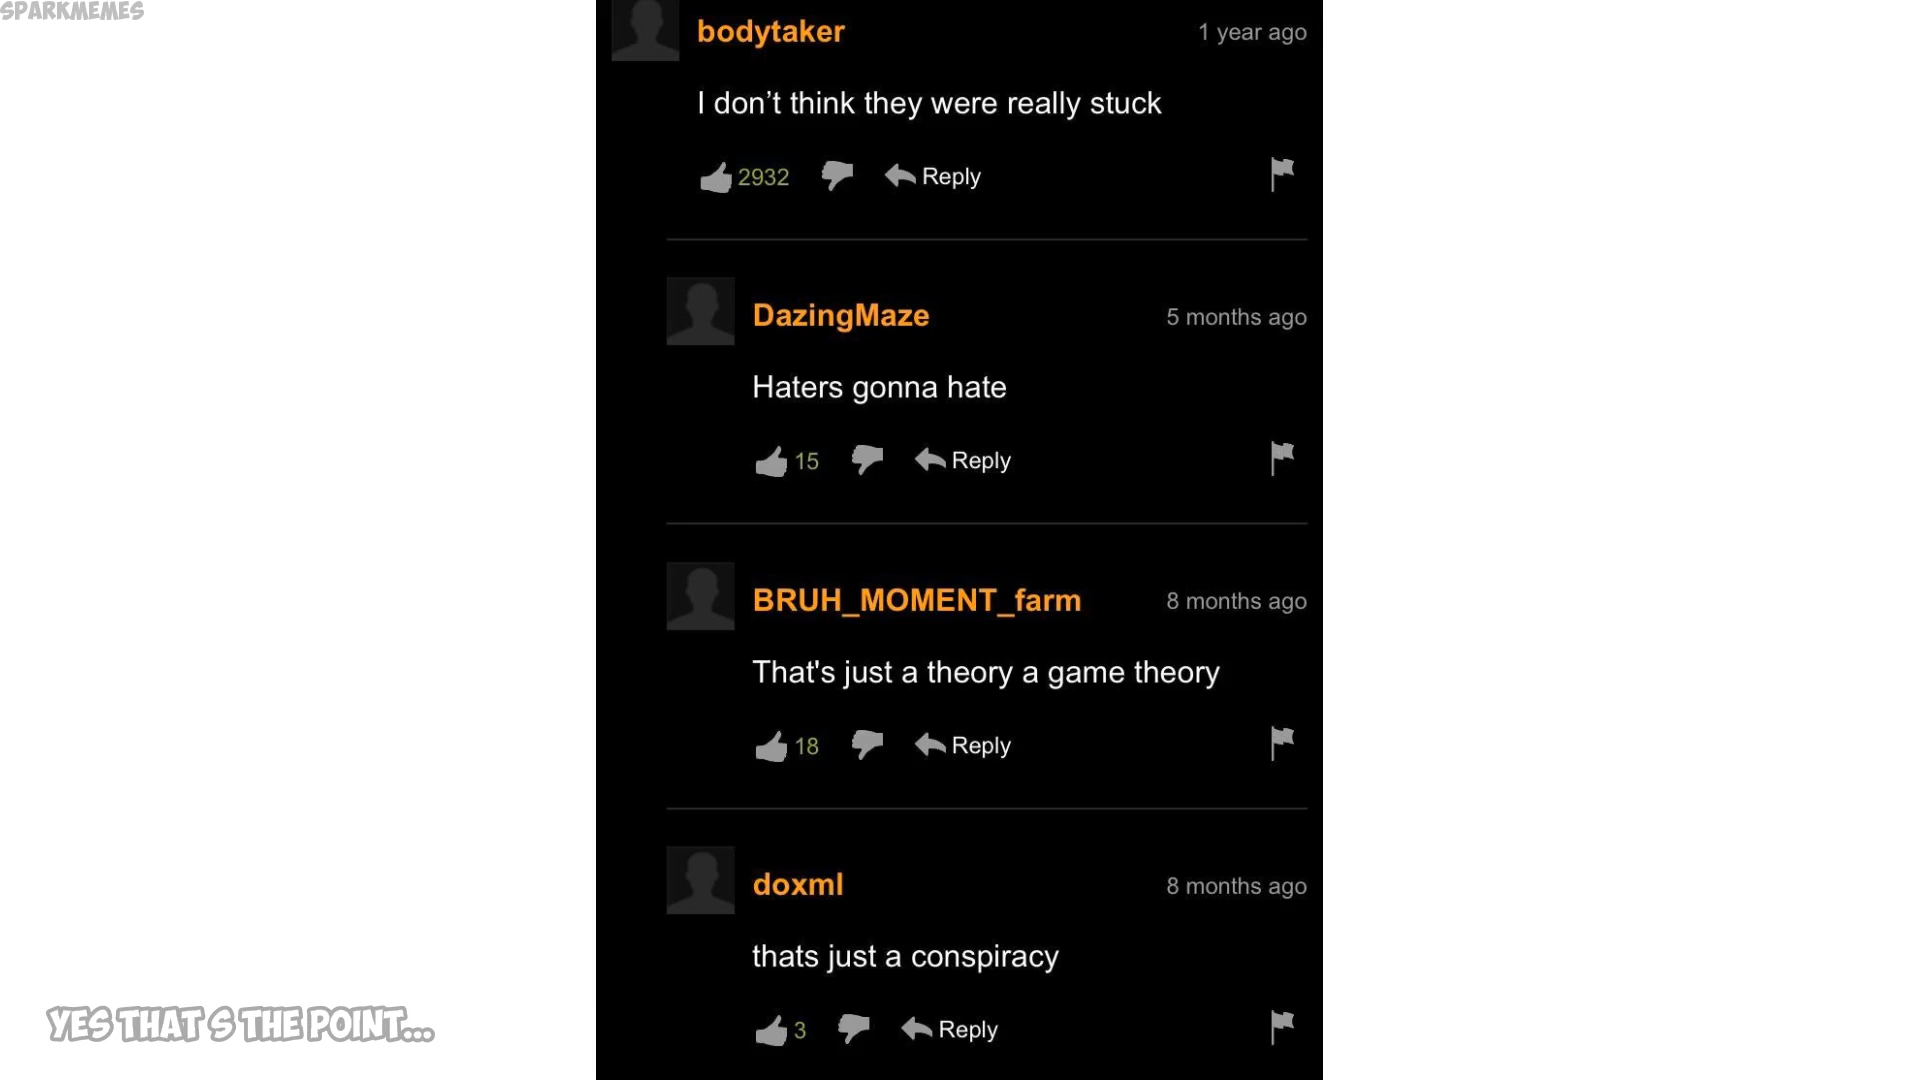 SPARKMEMES
bodytaker
1 year ago
I don’t think they were really stuck
2932
Reply
DazingMaze
5 months ago
Haters gonna hate
15
Reply
BRUH_MOMENT_farm
8 months ago
That's just a theory a game theory
18
Reply
doxml
8 months ago
thats just a conspiracy
3
Reply
YES THAT'S THE POINT...